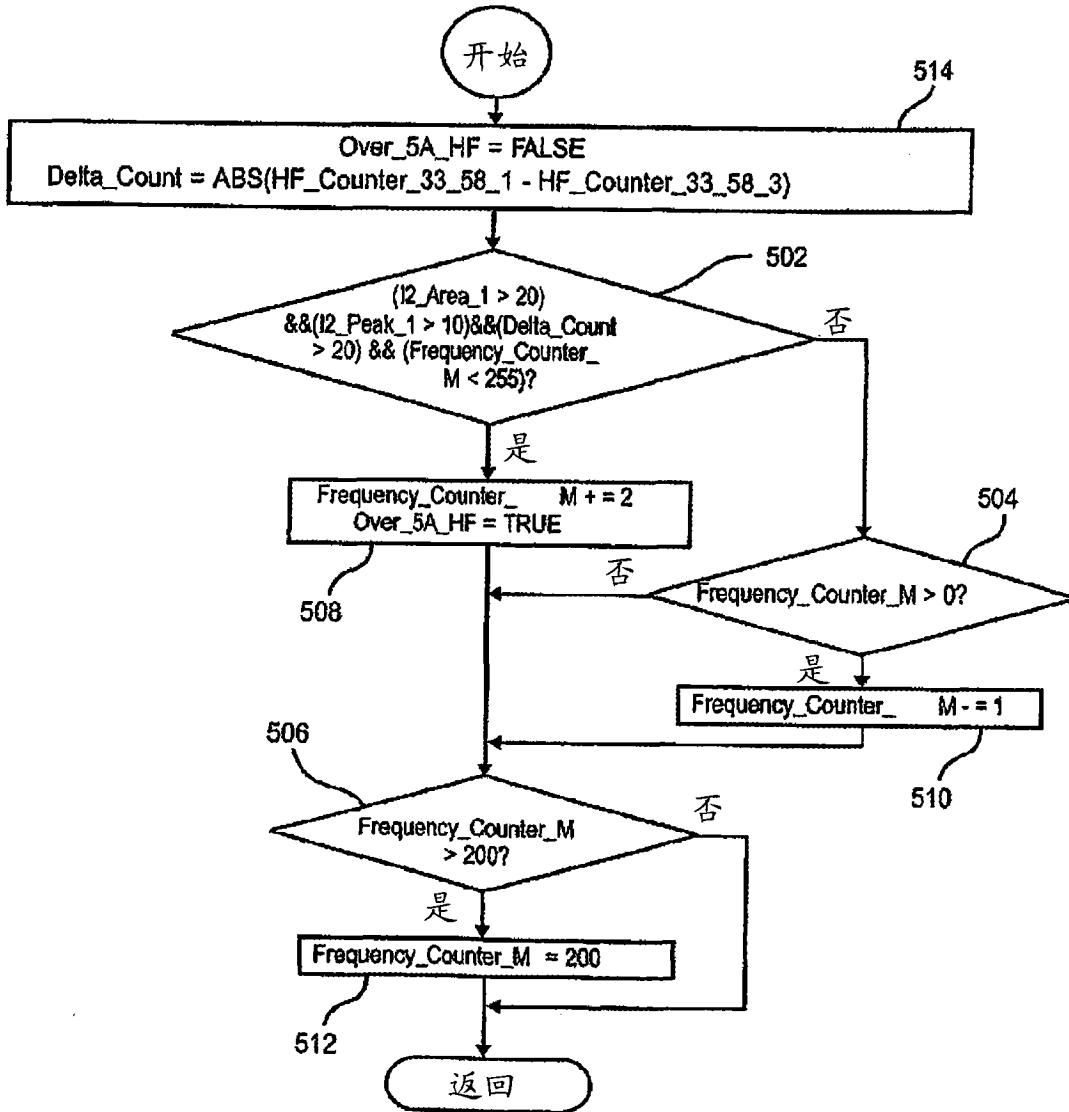 开始
514
Over_5A_HF = FALSE
Delta_Count = ABS(HF_Counter_33_58_1 - HF_Counter_33_58_3)
502
(I2_Area_1 > 20)
&&(I2_Peak_1 > 10)&&(Delta_Count
> 20) && (Frequency_Counter_
M < 255)?
否
是
Frequency_Counter_ M + = 2
Over_5A_HF = TRUE
508
504
否
Frequency_Counter_M > 0?
是
Frequency_Counter_ M - = 1
510
506
Frequency_Counter_M
> 200?
否
是
Frequency_Counter_M = 200
512
返回